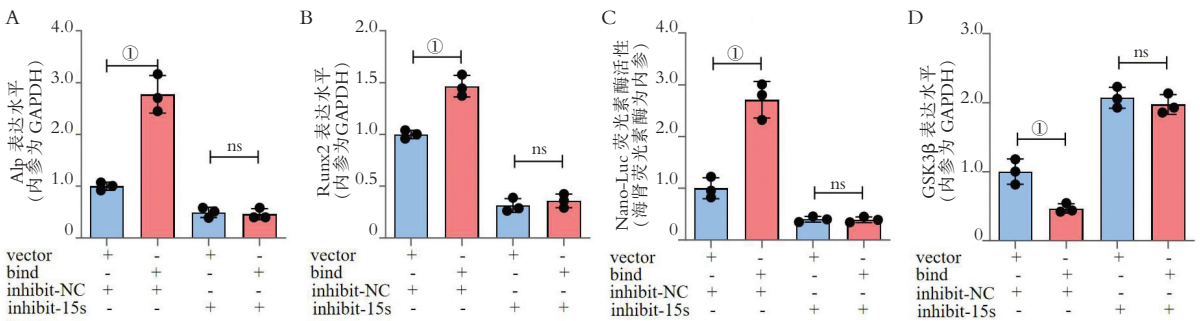 A
Alp 表达水平
(内参为 GAPDH)
4.0
3.0
2.0
1.0
0
①
ns
vector + - + -
bind - + - +
inhibit-NC + + - -
inhibit-15s - - + +
B
Runx2 表达水平
(内参为GAPDH)
2.0
1.5
1.0
0.5
0
①
ns
+ - + -
- + - +
inhibit-NC + + - -
inhibit-15s - - + +
C
Nano-Luc 荧光素酶活性
(海肾荧光素酶为内参)
4.0
3.0
2.0
1.0
0
①
ns
vector + - + -
bind - + - +
inhibit-NC + + - -
inhibit-15s - - + +
D
GSK3β 表达水平
(内参为 GAPDH)
3.0
2.0
1.0
0
①
ns
vector + - + -
bind - + - +
inhibit-NC + + - -
inhibit-15s - - + +